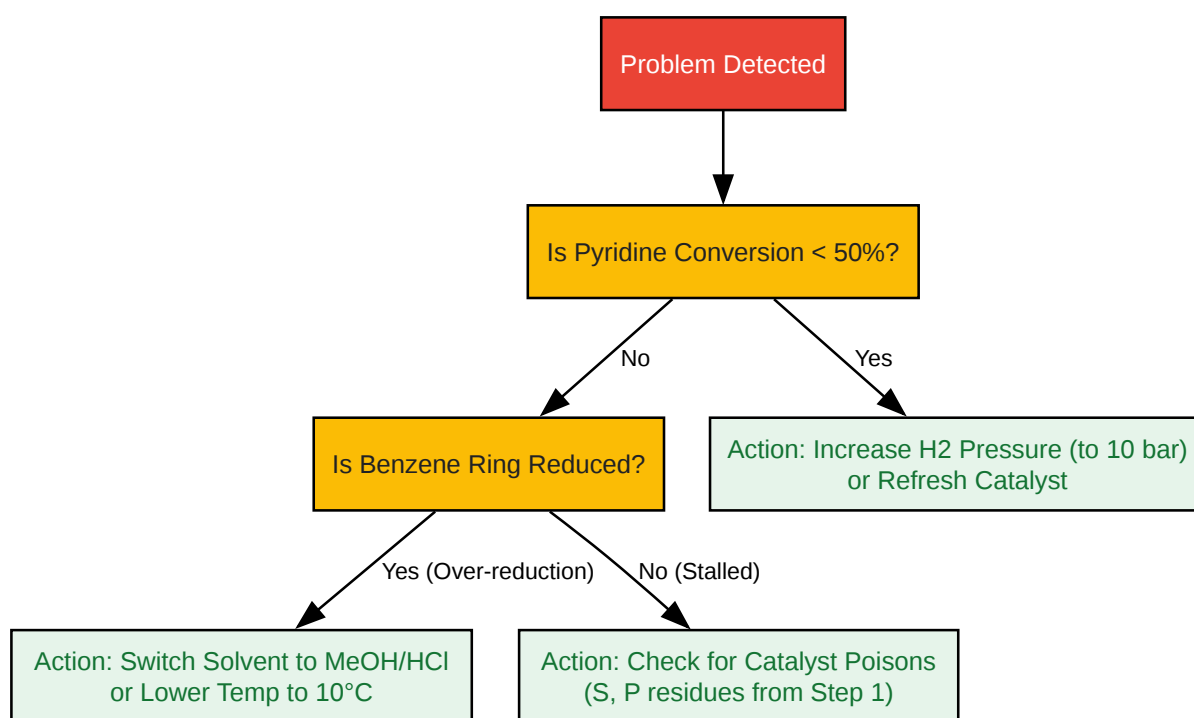 Problem Detected
Is Pyridine Conversion < 50%?
No
Yes
Is Benzene Ring Reduced?
Action: Increase H2 Pressure (to 10 bar)
or Refresh Catalyst
Yes (Over-reduction)
No (Stalled)
Action: Switch Solvent to MeOH/HCl
or Lower Temp to 10°C
Action: Check for Catalyst Poisons
(S, P residues from Step 1)